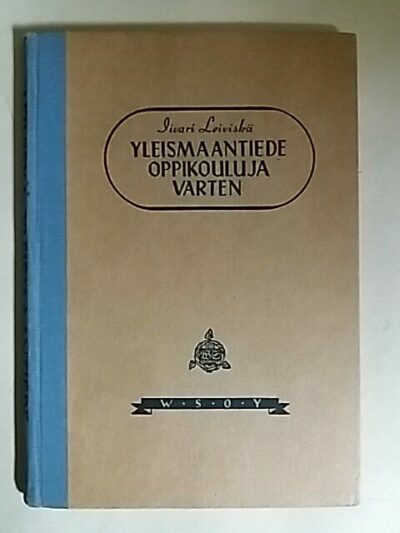 Iivari Leiviskä
YLEISMAANTIEDE
OPPIKOULUJA
VARTEN
W·S·O·Y